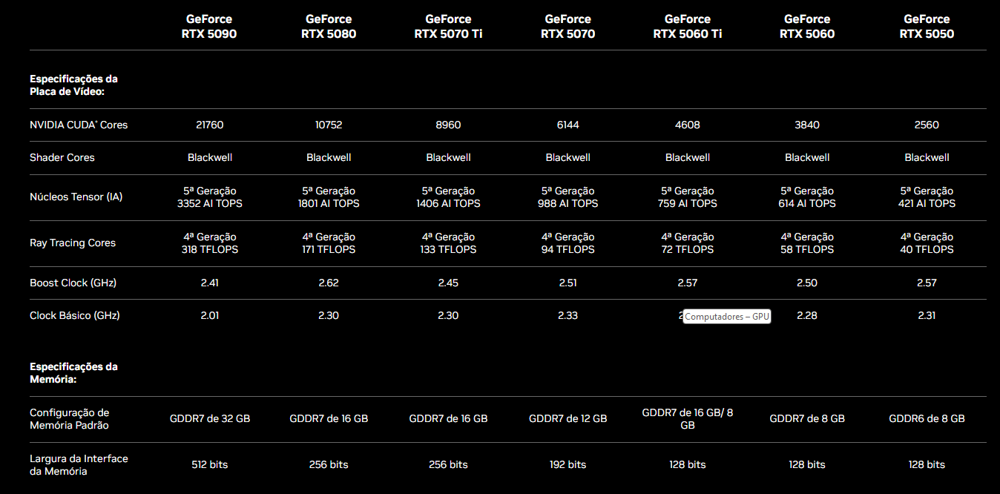 GeForce RTX 5090 GeForce RTX 5080 GeForce RTX 5070 Ti GeForce RTX 5070 GeForce RTX 5060 Ti GeForce RTX 5060 GeForce RTX 5050
Especificações da
Placa de Vídeo:
NVIDIA CUDA® Cores 21760 10752 8960 6144 4608 3840 2560
Shader Cores Blackwell Blackwell Blackwell Blackwell Blackwell Blackwell Blackwell
Núcleos Tensor (IA) 5ª Geração 3352 AI TOPS 5ª Geração 1801 AI TOPS 5ª Geração 1406 AI TOPS 5ª Geração 988 AI TOPS 5ª Geração 759 AI TOPS 5ª Geração 614 AI TOPS 5ª Geração 421 AI TOPS
Ray Tracing Cores 4ª Geração 318 TFLOPS 4ª Geração 171 TFLOPS 4ª Geração 133 TFLOPS 4ª Geração 94 TFLOPS 4ª Geração 72 TFLOPS 4ª Geração 58 TFLOPS 4ª Geração 40 TFLOPS
Boost Clock (GHz) 2.41 2.62 2.45 2.51 2.57 2.50 2.57
Clock Básico (GHz) 2.01 2.30 2.30 2.33 Computadores – GPU 2.28 2.31
Especificações da
Memória:
Configuração de Memória Padrão GDDR7 de 32 GB GDDR7 de 16 GB GDDR7 de 16 GB GDDR7 de 12 GB GDDR7 de 16 GB/ 8 GB GDDR7 de 8 GB GDDR6 de 8 GB
Largura da Interface da Memória 512 bits 256 bits 256 bits 192 bits 128 bits 128 bits 128 bits